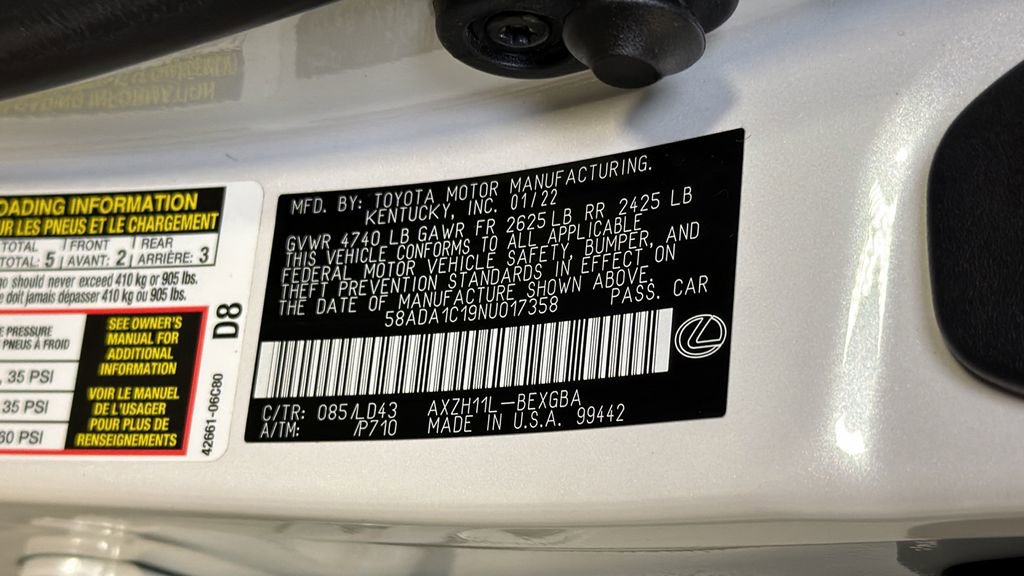 OADING INFORMATION
UR LES PNEUS ET LE CHARGEMENT
TOTAL FRONT REAR
TOTAL: 5 AVANT: 2 ARRIÈRE: 3
go should never exceed 410 kg or 905 lbs.
e doit jamais dépasser 410 kg ou 905 lbs.
E PRESSURE
PNEUS À FROID
, 35 PSI
35 PSI
60 PSI
SEE OWNER'S
MANUAL FOR
ADDITIONAL
INFORMATION
VOIR LE MANUEL
DE L'USAGER
POUR PLUS DE
RENSEIGNEMENTS
D8
42661-06C80
MFD. BY: TOYOTA MOTOR MANUFACTURING.
KENTUCKY, INC. 01/22
GVWR 4740 LB GAWR FR 2625 LB RR 2425 LB
THIS VEHICLE CONFORMS TO ALL APPLICABLE
FEDERAL MOTOR VEHICLE SAFETY, BUMPER, AND
THEFT PREVENTION STANDARDS IN EFFECT ON
THE DATE OF MANUFACTURE SHOWN ABOVE.
58ADA1C19NU017358 PASS. CAR
C/TR: 085/LD43 AXZH11L-BEXGBA
A/TM: /P710 MADE IN U.S.A. 99442